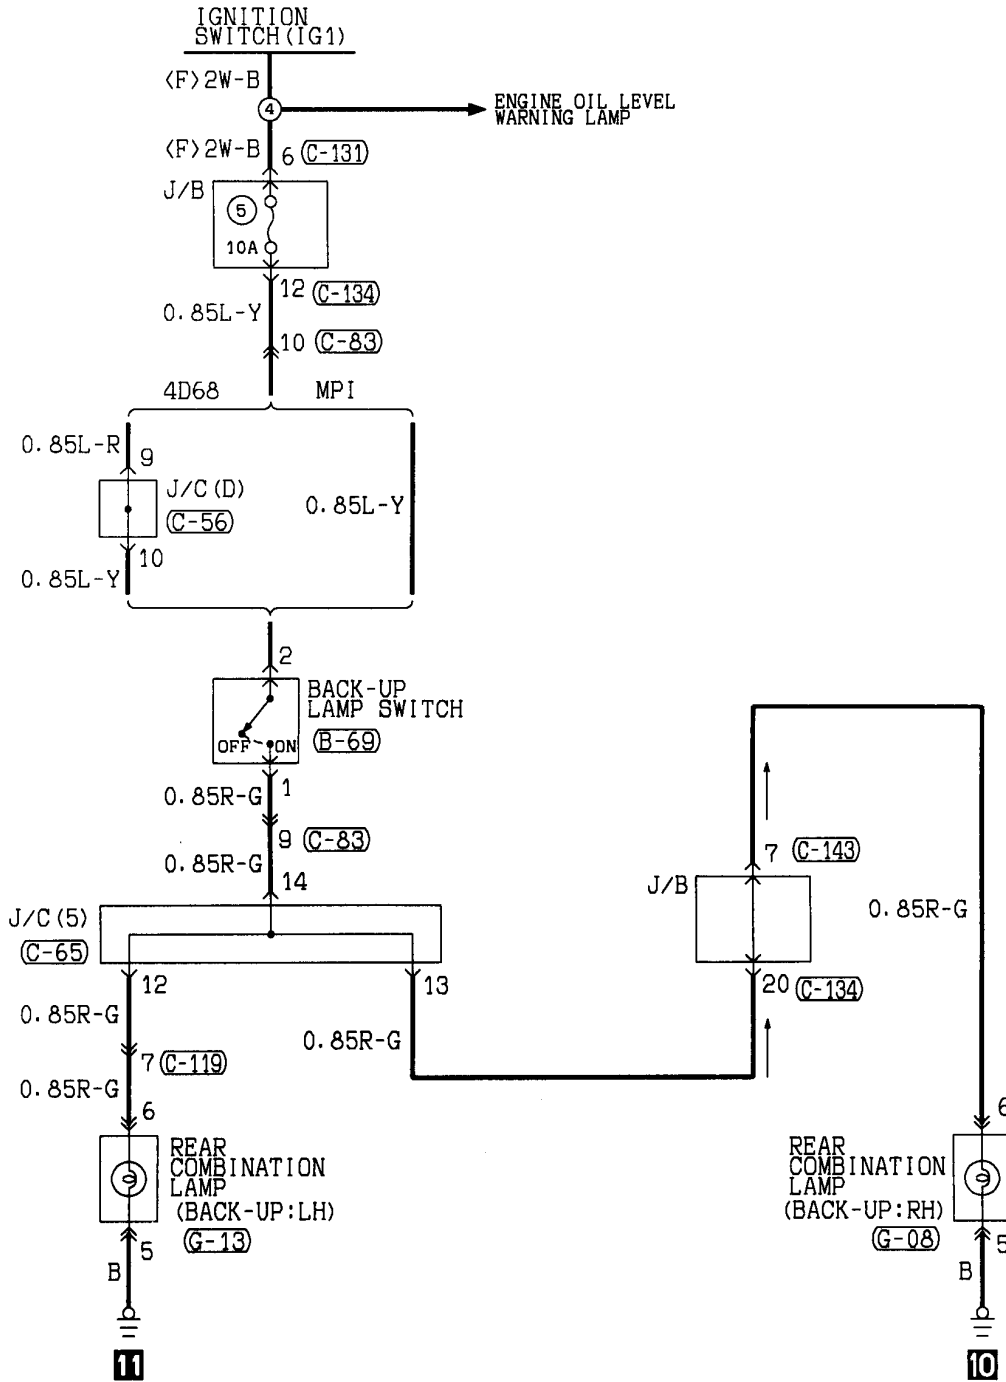 IGNITION
SWITCH(IG1)
<F>2W-B
4
ENGINE OIL LEVEL
WARNING LAMP
<F>2W-B
6 C-131
J/B
5
10A
12 C-134
0.85L-Y
10 C-83
4D68 MPI
0.85L-R
9
J/C(D)
C-56
0.85L-Y
10
0.85L-Y
2
BACK-UP
LAMP SWITCH
B-69
OFF ON
1
0.85R-G
9 C-83
0.85R-G
14
7 C-143
J/B
0.85R-G
J/C(5)
C-65
12
13
20 C-134
0.85R-G
0.85R-G
7 C-119
0.85R-G
6
6
REAR
COMBINATION
LAMP
(BACK-UP:LH)
G-13
REAR
COMBINATION
LAMP
(BACK-UP:RH)
G-08
5
5
B
B
11
10